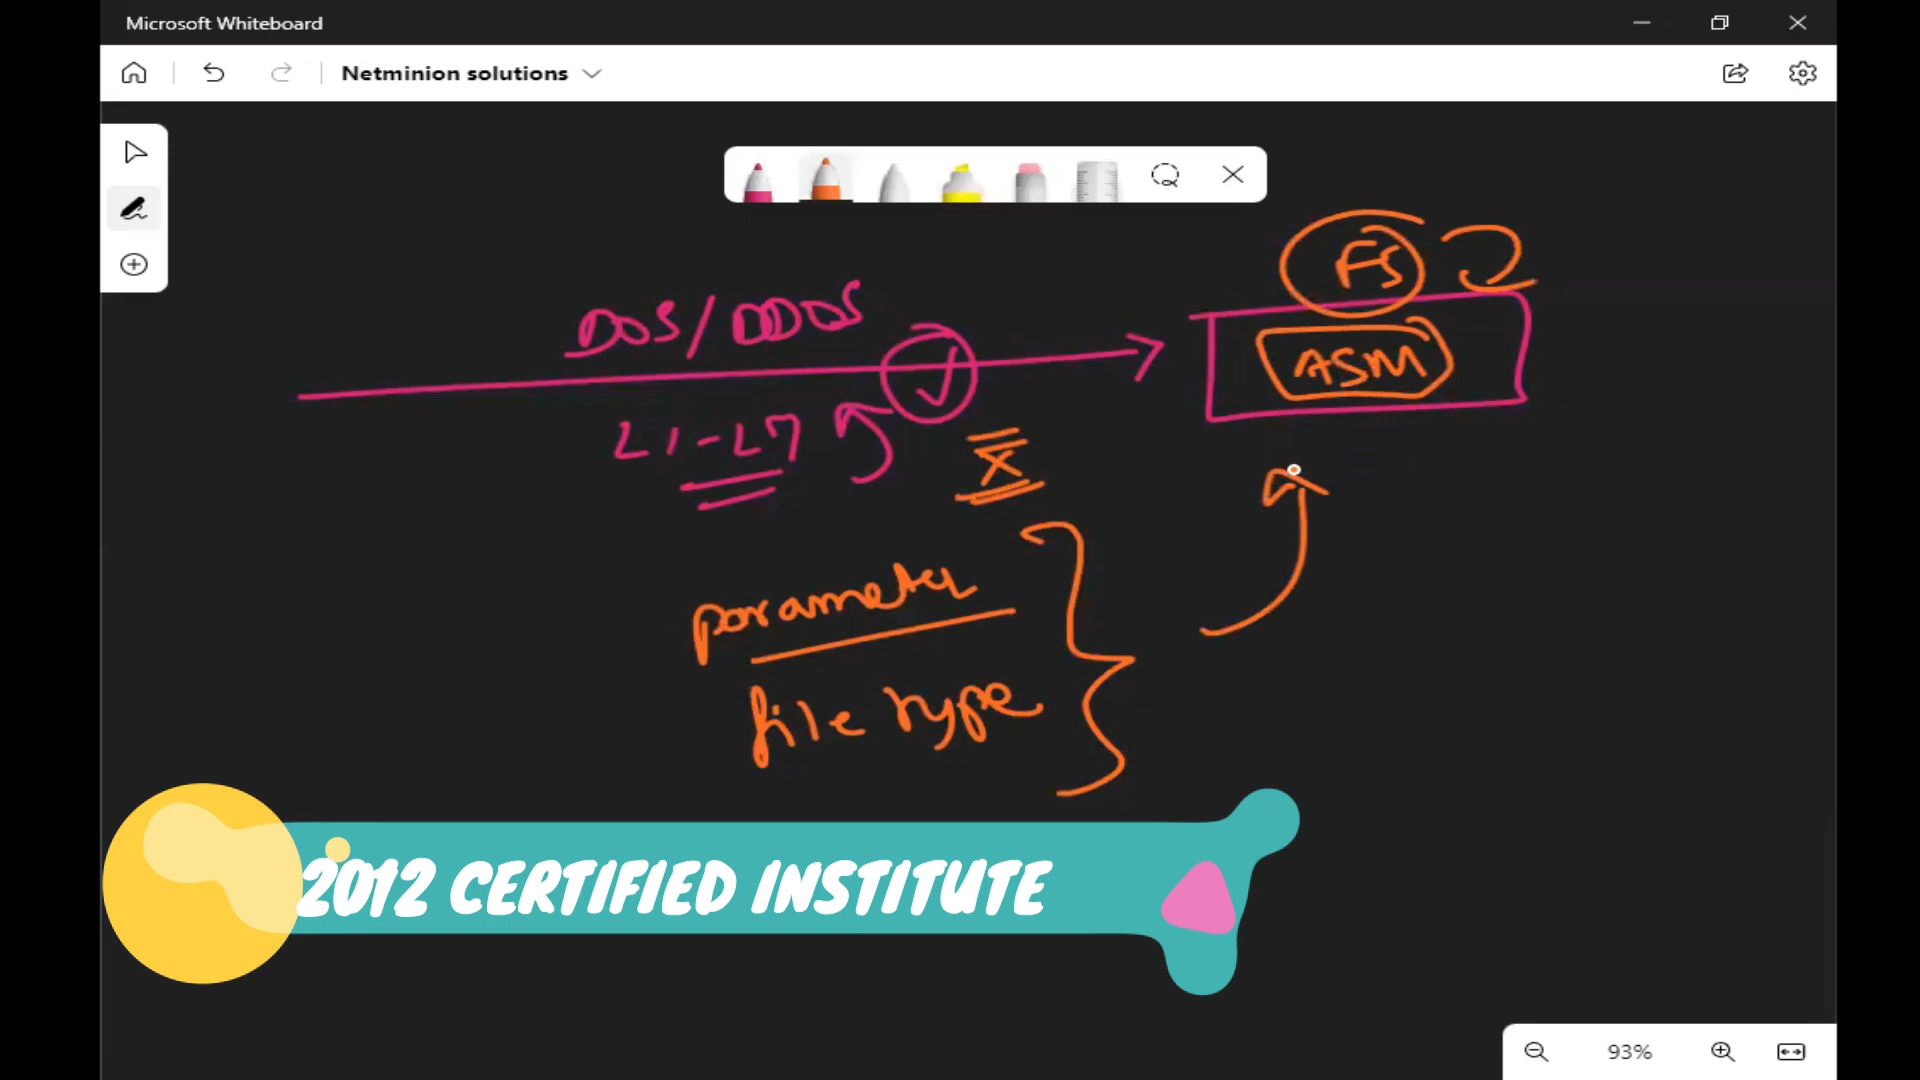 Microsoft Whiteboard
Netminion solutions
FS
DOS/DDOS
ASM
L1-L7
X
parameter
file type
2012 CERTIFIED INSTITUTE
93%